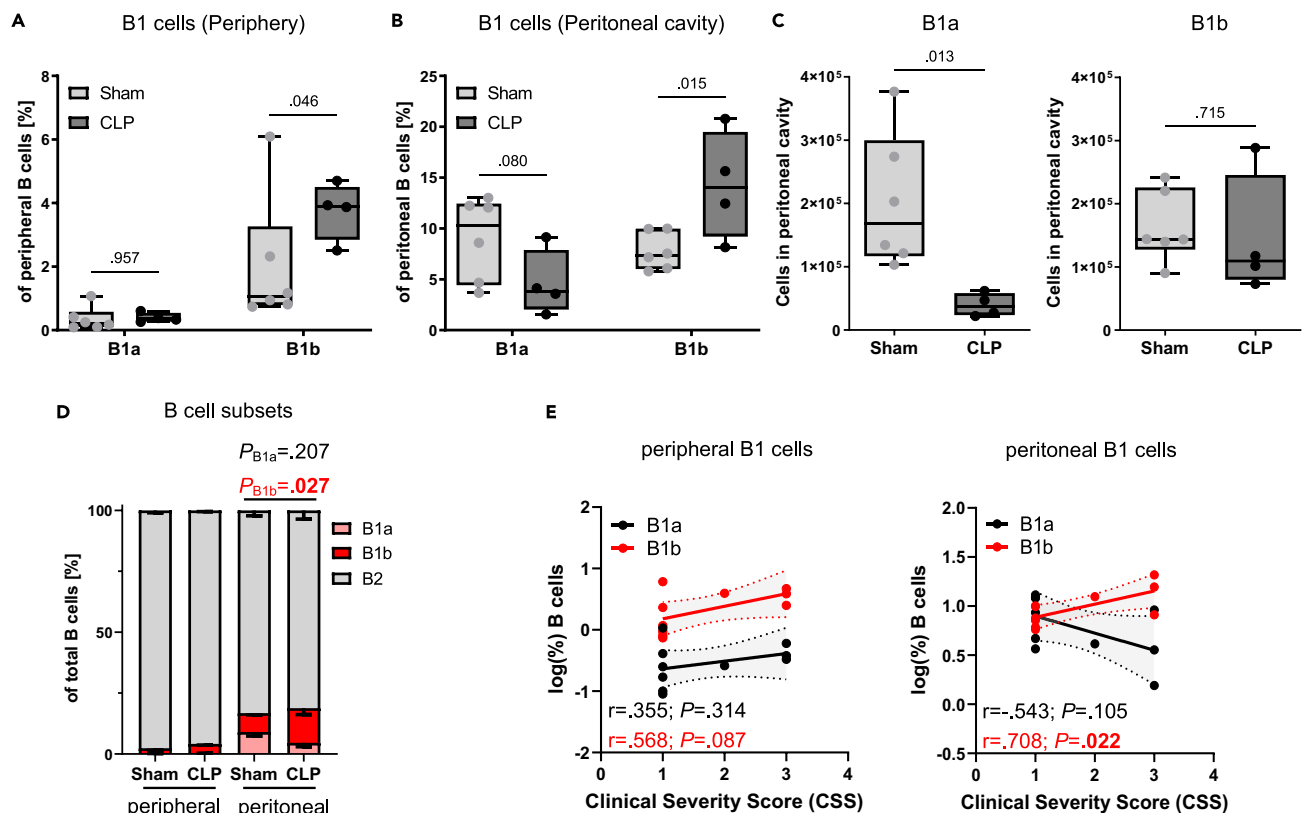 A
B1 cells (Periphery)
of peripheral B cells [%]
8
6
4
2
0
Sham
CLP
.957
.046
B1a
B1b
B
B1 cells (Peritoneal cavity)
of peritoneal B cells [%]
25
20
15
10
5
0
Sham
CLP
.080
.015
B1a
B1b
C
B1a
Cells in peritoneal cavity
4×10⁵
3×10⁵
2×10⁵
1×10⁵
0
.013
Sham
CLP
B1b
Cells in peritoneal cavity
4×10⁵
3×10⁵
2×10⁵
1×10⁵
0
.715
Sham
CLP
D
B cell subsets
P_B1a=.207
P_B1b=.027
of total B cells [%]
100
50
0
B1a
B1b
B2
Sham CLP Sham CLP
peripheral peritoneal
E
peripheral B1 cells
log(%) B cells
2
1
0
-1
-2
B1a
B1b
r=.355; P=.314
r=.568; P=.087
0 1 2 3 4
Clinical Severity Score (CSS)
peritoneal B1 cells
log(%) B cells
2.0
1.5
1.0
0.5
0.0
-0.5
B1a
B1b
r=-.543; P=.105
r=.708; P=.022
0 1 2 3 4
Clinical Severity Score (CSS)